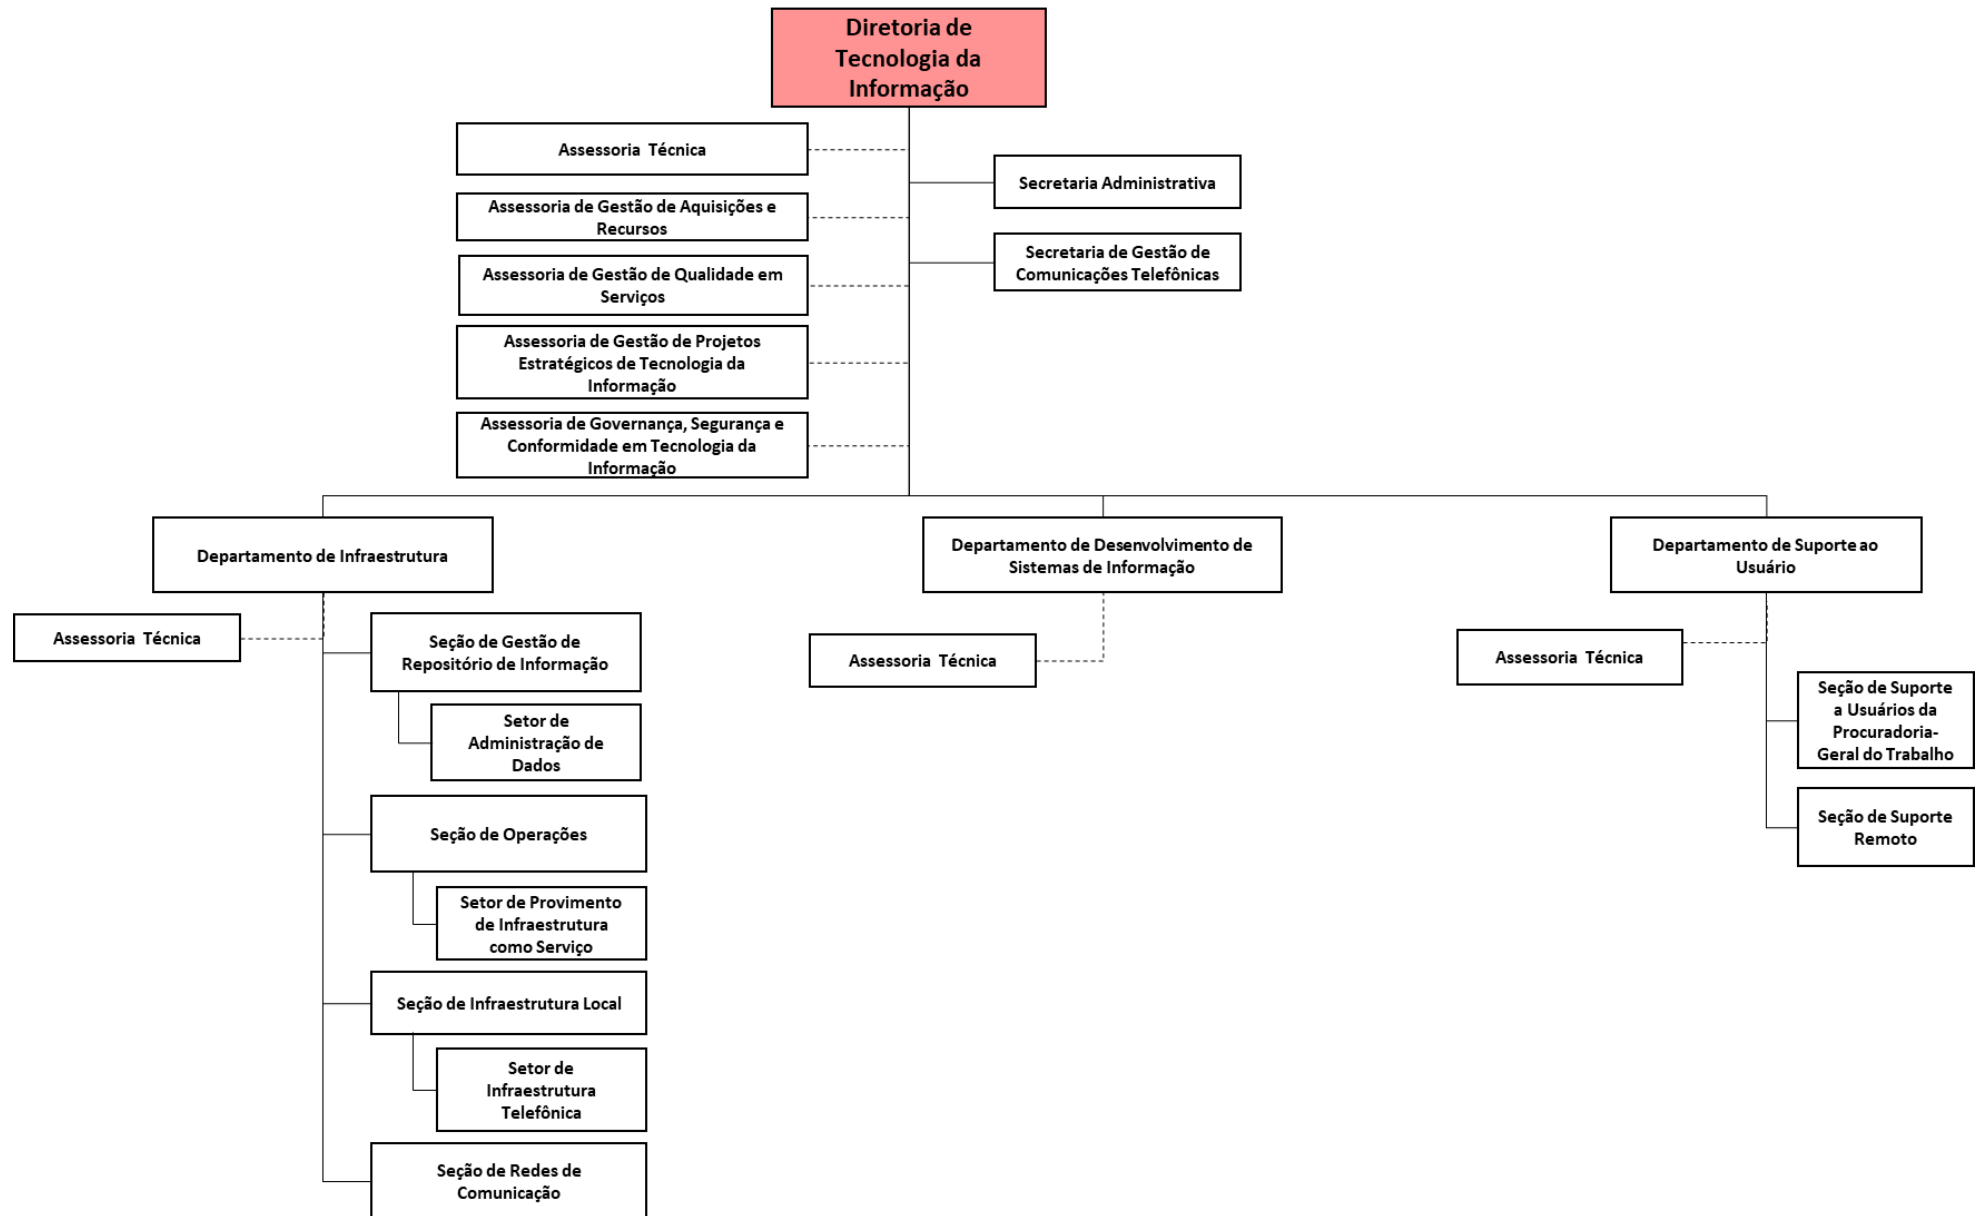 Diretoria de
Tecnologia da
Informação
Assessoria Técnica
Secretaria Administrativa
Assessoria de Gestão de Aquisições e
Recursos
Secretaria de Gestão de
Comunicações Telefônicas
Assessoria de Gestão de Qualidade em
Serviços
Assessoria de Gestão de Projetos
Estratégicos de Tecnologia da
Informação
Assessoria de Governança, Segurança e
Conformidade em Tecnologia da
Informação
Departamento de Infraestrutura
Departamento de Desenvolvimento de
Sistemas de Informação
Departamento de Suporte ao
Usuário
Assessoria Técnica
Seção de Gestão de
Repositório de Informação
Setor de
Administração de
Dados
Seção de Operações
Setor de Provimento
de Infraestrutura
como Serviço
Seção de Infraestrutura Local
Setor de
Infraestrutura
Telefônica
Seção de Redes de
Comunicação
Assessoria Técnica
Assessoria Técnica
Seção de Suporte
a Usuários da
Procuradoria-
Geral do Trabalho
Seção de Suporte
Remoto